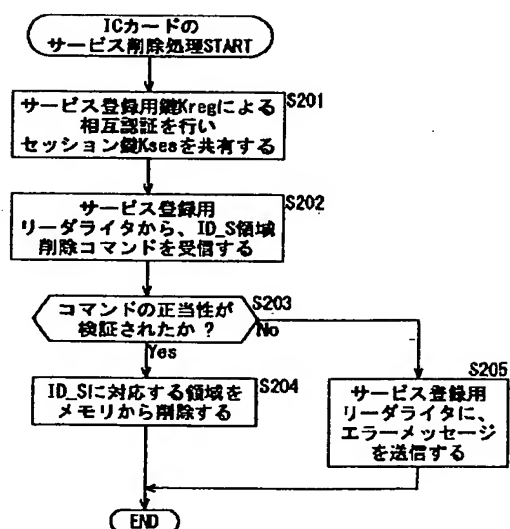 ICカードの
サービス削除処理START
サービス登録用鍵Kregによる
相互認証を行い
セッション鍵Ksesを共有する
S201
サービス登録用
リーダライタから、ID_S領域
削除コマンドを受信する
S202
コマンドの正当性が
検証されたか ?
S203
No
Yes
ID_Sに対応する領域を
メモリから削除する
S204
S205
サービス登録用
リーダライタに、
エラーメッセージ
を送信する
END